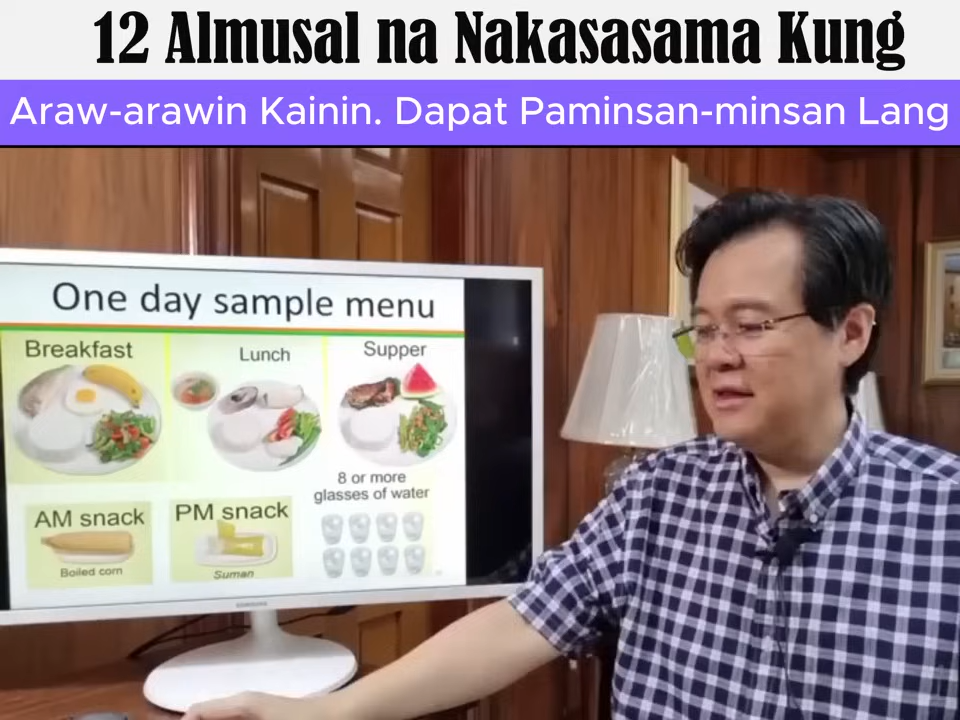 12 Almusal na Nakasasama Kung
Araw-arawin Kainin. Dapat Paminsan-minsan Lang
One day sample menu
Breakfast
Lunch
Supper
8 or more
glasses of water
AM snack
PM snack
Boiled corn
Suman
SAMSUNG